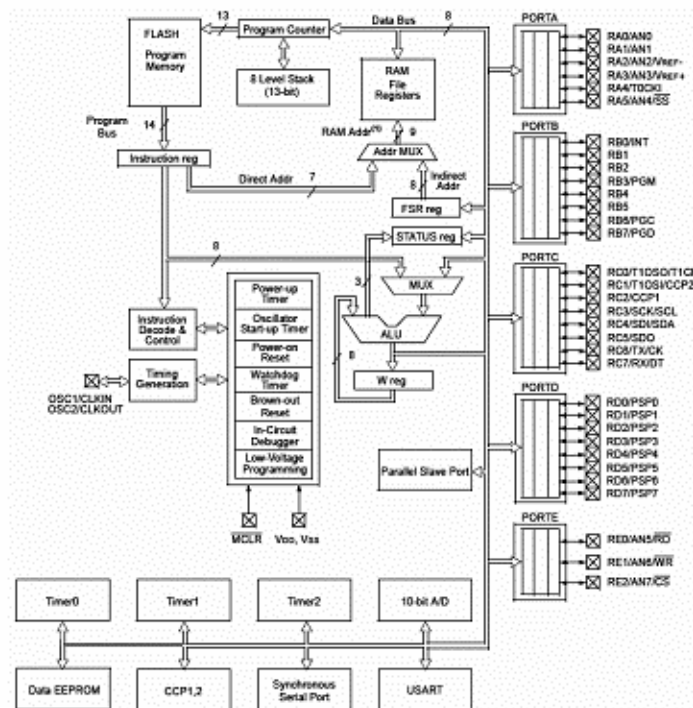 FLASH
Program
Memory
13
Program Counter
Data Bus
8
8 Level Stack
(13-bit)
RAM
File
Registers
Program
Bus
14
RAM Addr(1)
9
Addr MUX
Instruction reg
Direct Addr
7
8
Indirect
Addr
FSR reg
STATUS reg
8
3
MUX
ALU
8
W reg
Power-up
Timer
Oscillator
Start-up Timer
Power-on
Reset
Watchdog
Timer
Brown-out
Reset
In-Circuit
Debugger
Low-Voltage
Programming
Instruction
Decode &
Control
Timing
Generation
OSC1/CLKIN
OSC2/CLKOUT
MCLR
VDD, VSS
Parallel Slave Port
PORTA
RA0/AN0
RA1/AN1
RA2/AN2/VREF-
RA3/AN3/VREF+
RA4/T0CKI
RA5/AN4/SS
PORTB
RB0/INT
RB1
RB2
RB3/PGM
RB4
RB5
RB6/PGC
RB7/PGD
PORTC
RC0/T1OSO/T1CK
RC1/T1OSI/CCP2
RC2/CCP1
RC3/SCK/SCL
RC4/SDI/SDA
RC5/SDO
RC6/TX/CK
RC7/RX/DT
PORTD
RD0/PSP0
RD1/PSP1
RD2/PSP2
RD3/PSP3
RD4/PSP4
RD5/PSP5
RD6/PSP6
RD7/PSP7
PORTE
RE0/AN5/RD
RE1/AN6/WR
RE2/AN7/CS
Timer0
Timer1
Timer2
10-bit A/D
Data EEPROM
CCP1,2
Synchronous
Serial Port
USART